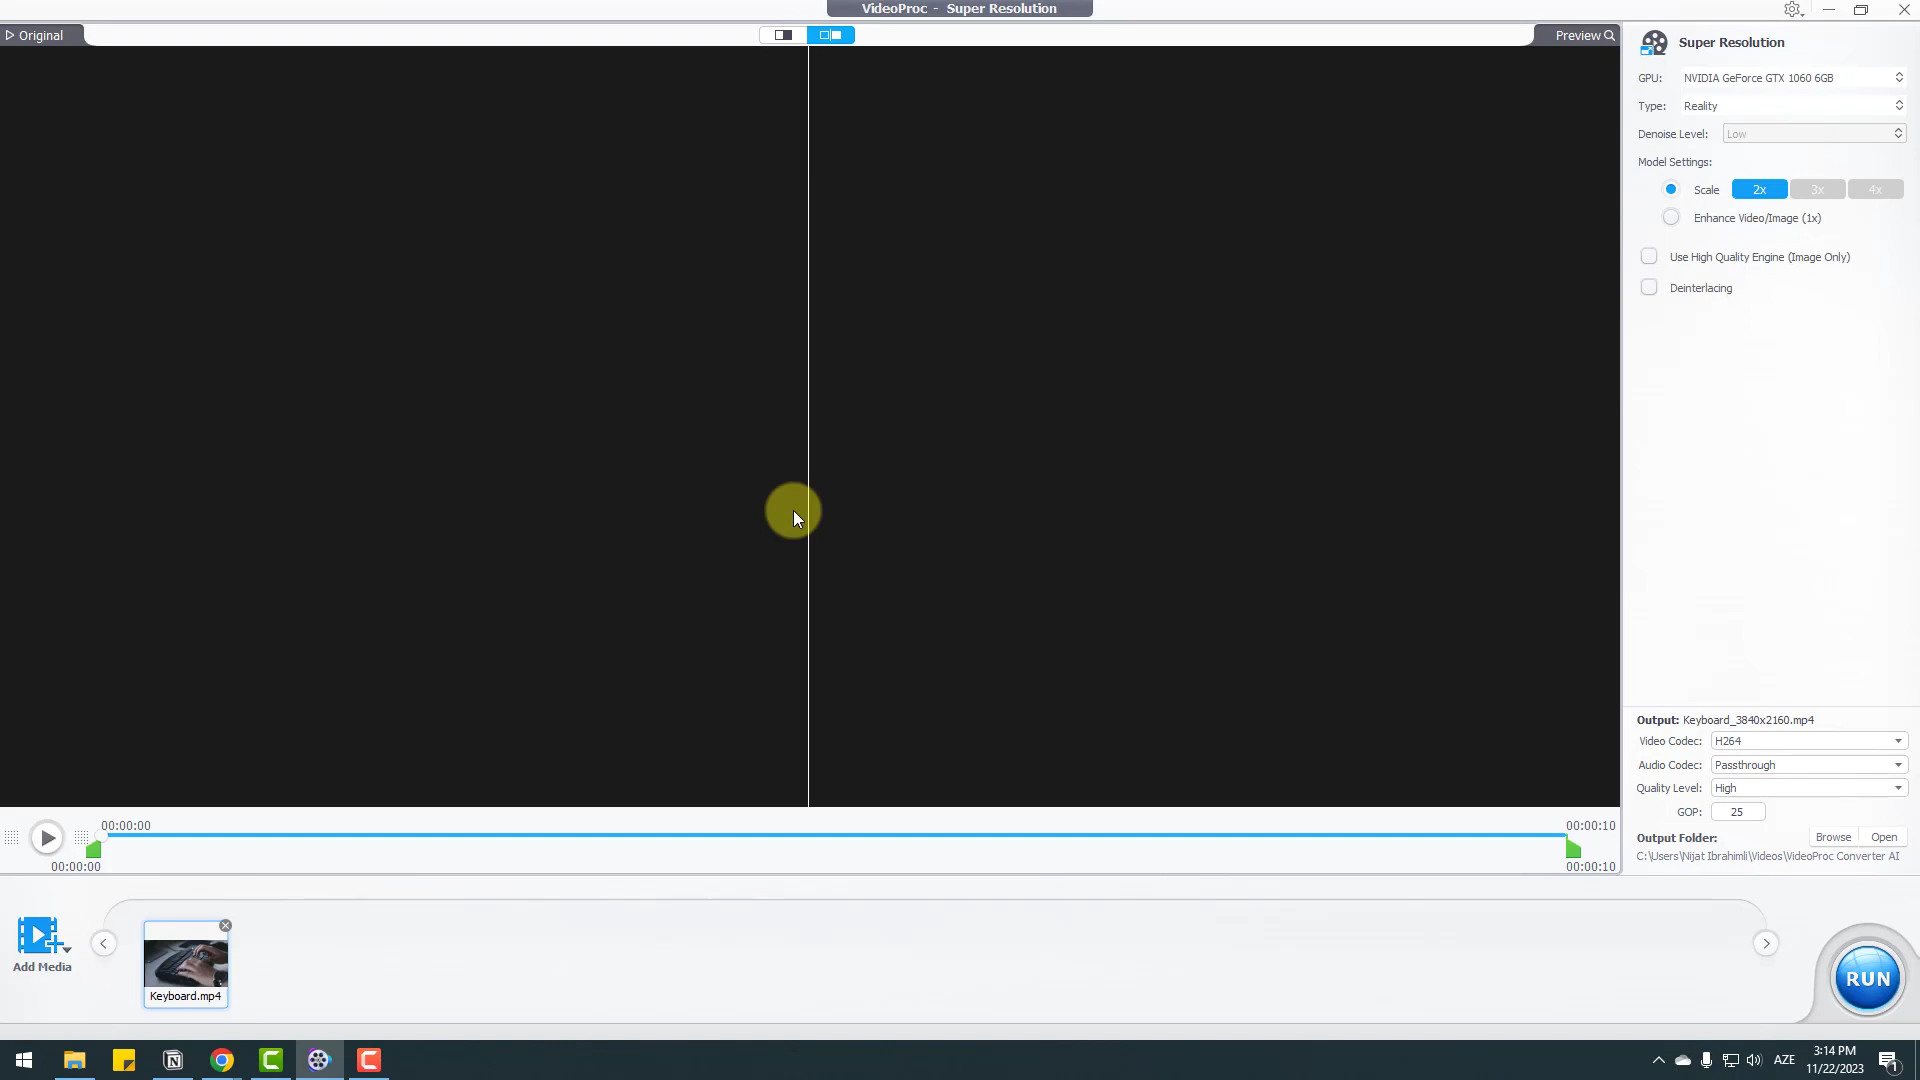 VideoProc - Super Resolution
Original
Preview
Super Resolution
GPU: NVIDIA GeForce GTX 1060 6GB
Type: Reality
Denoise Level: Low
Model Settings:
Scale 2x 3x 4x
Enhance Video/Image (1x)
Use High Quality Engine (Image Only)
Deinterlacing
Output: Keyboard_3840x2160.mp4
Video Codec: H264
Audio Codec: Passthrough
Quality Level: High
GOP: 25
Output Folder: Browse Open
C:\Users\Nijat Ibrahimli\Videos\VideoProc Converter AI
00:00:00 00:00:10
00:00:00 00:00:10
Add Media
Keyboard.mp4
RUN
AZE
3:14 PM
11/22/2023
1